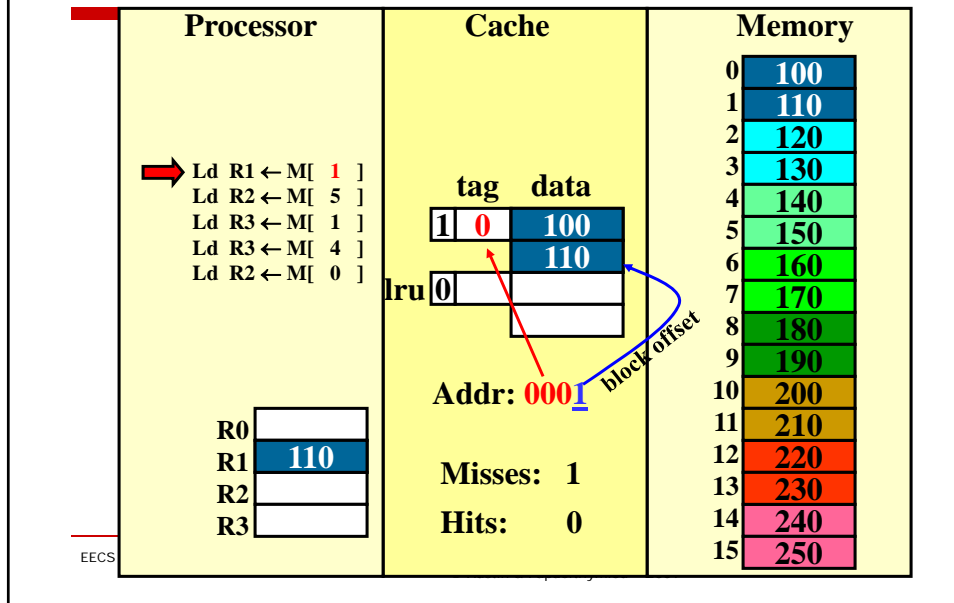 Processor
Cache
Memory
Ld R1 ← M[ 1 ]
Ld R2 ← M[ 5 ]
Ld R3 ← M[ 1 ]
Ld R3 ← M[ 4 ]
Ld R2 ← M[ 0 ]
R0
R1 110
R2
R3
tag data
1 0 100
110
lru 0
block offset
Addr: 0001
Misses: 1
Hits: 0
0 100
1 110
2 120
3 130
4 140
5 150
6 160
7 170
8 180
9 190
10 200
11 210
12 220
13 230
14 240
15 250
EECS